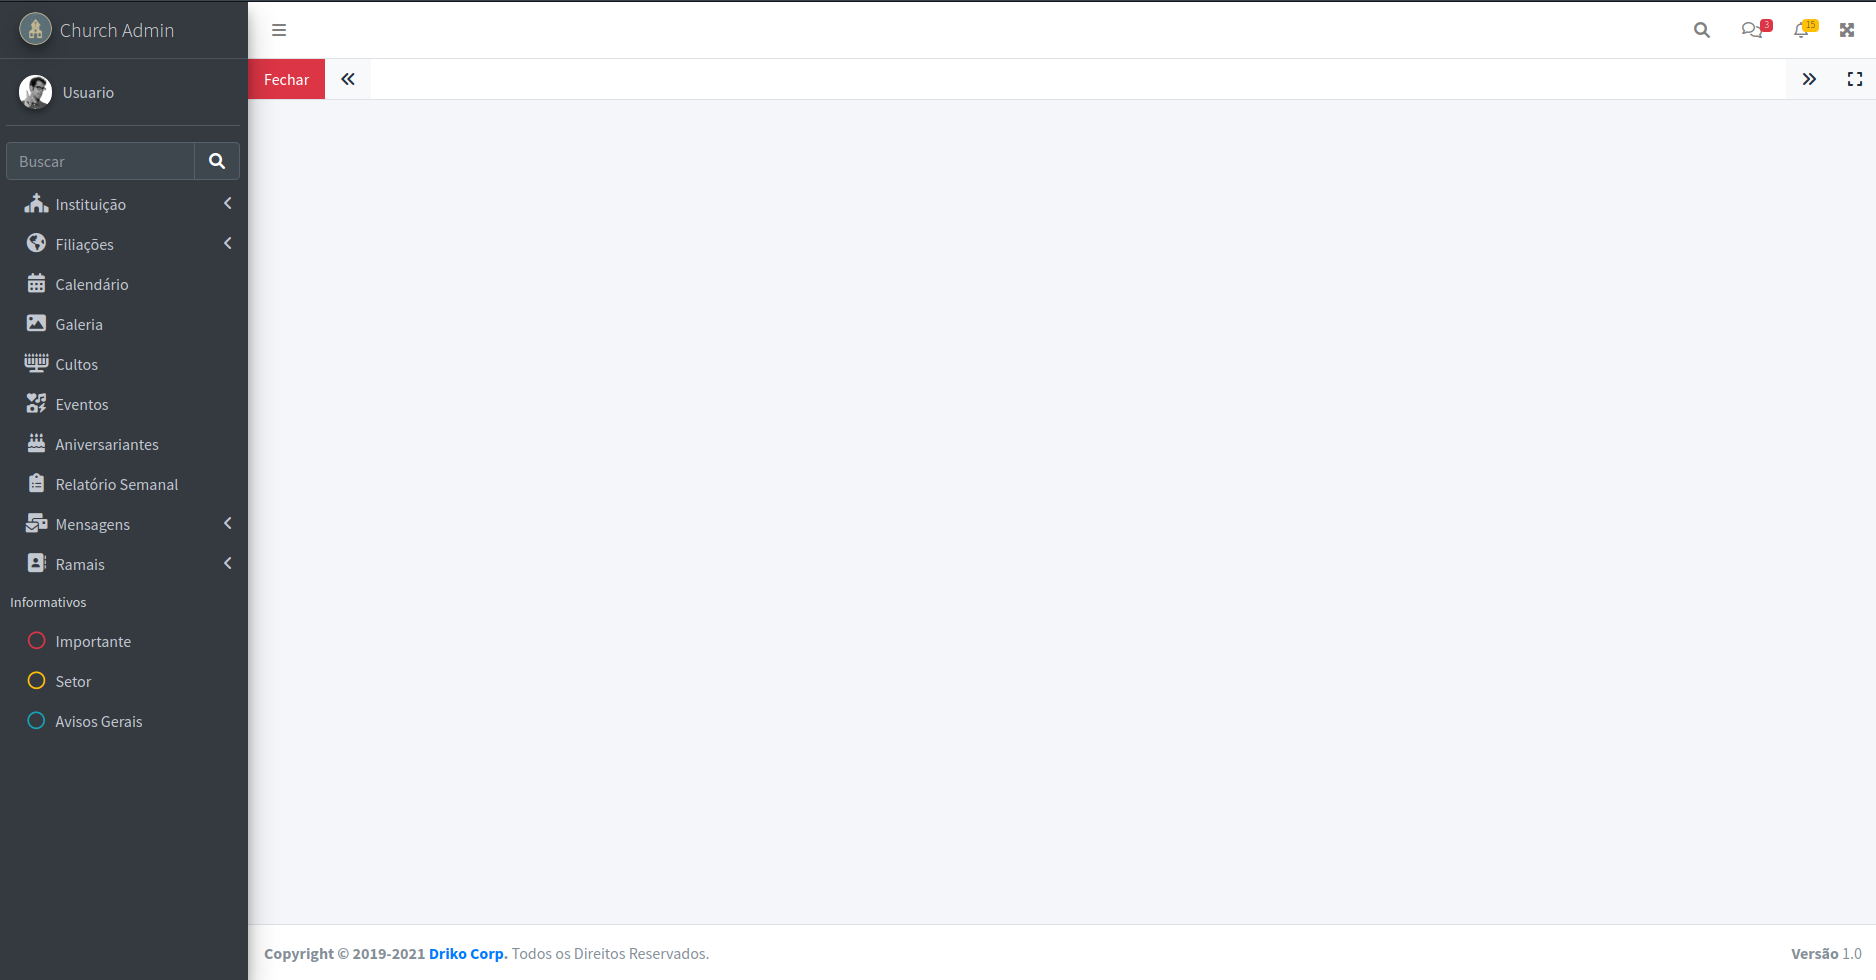 Church Admin
3
15
Usuario
Fechar
Buscar
Instituição
Filiações
Calendário
Galeria
Cultos
Eventos
Aniversariantes
Relatório Semanal
Mensagens
Ramais
Informativos
Importante
Setor
Avisos Gerais
Copyright © 2019-2021 Driko Corp. Todos os Direitos Reservados.
Versão 1.0